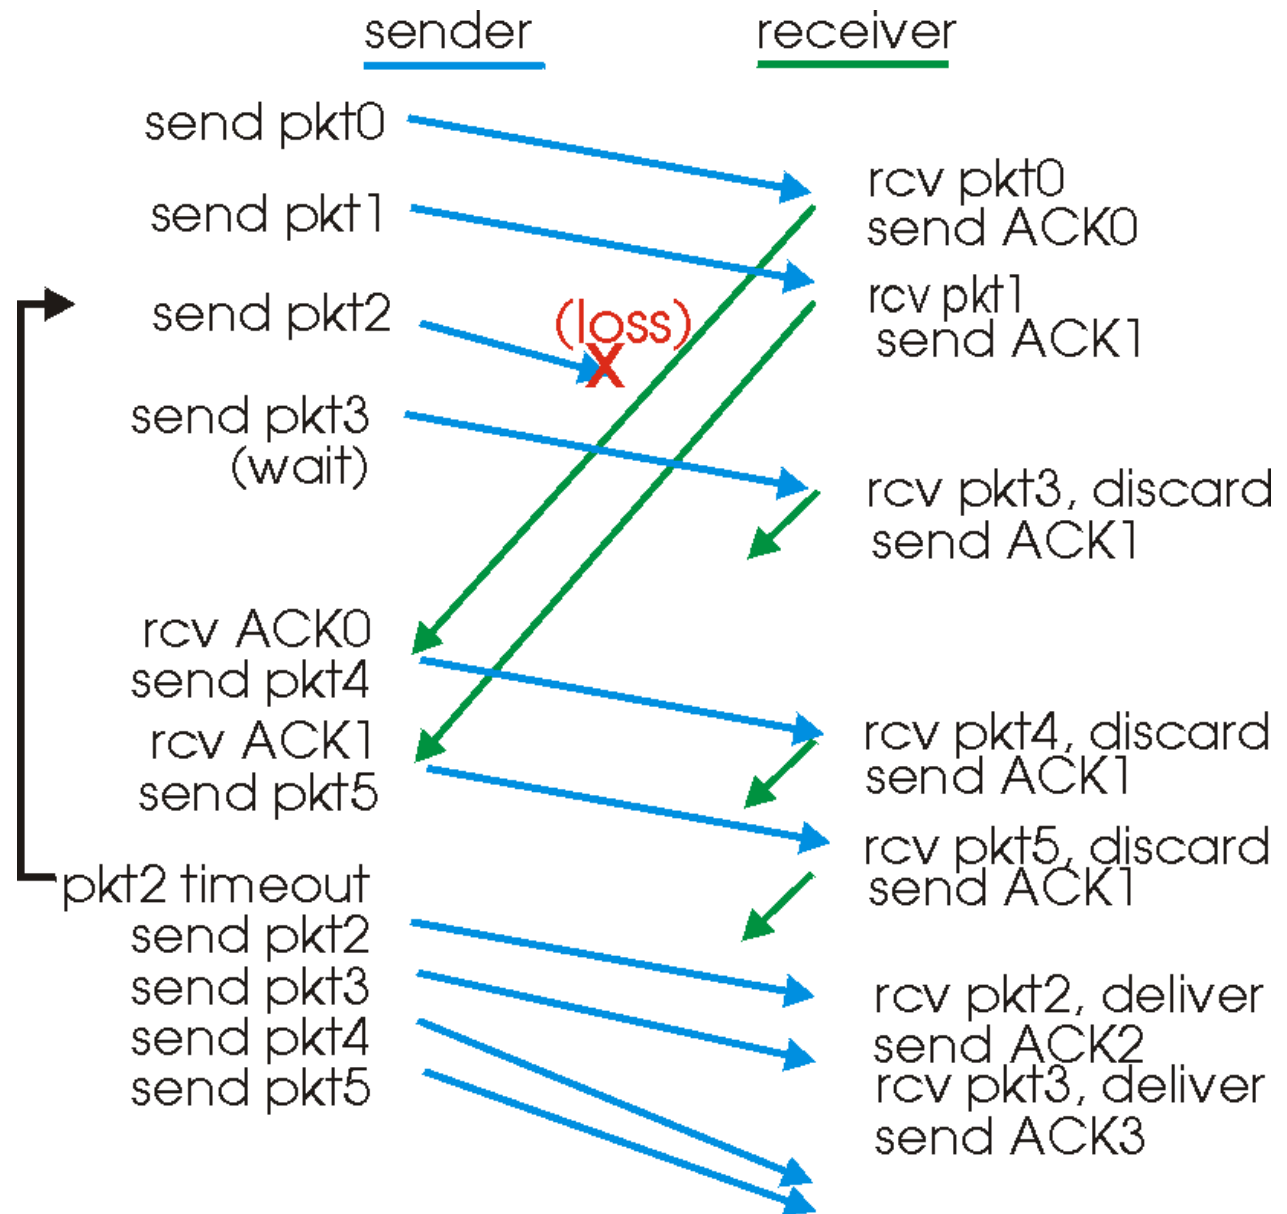 sender
receiver
send pkt0
send pkt1
send pkt2
(loss)
X
send pkt3
(wait)
rcv ACK0
send pkt4
rcv ACK1
send pkt5
pkt2 timeout
send pkt2
send pkt3
send pkt4
send pkt5
rcv pkt0
send ACK0
rcv pkt1
send ACK1
rcv pkt3, discard
send ACK1
rcv pkt4, discard
send ACK1
rcv pkt5, discard
send ACK1
rcv pkt2, deliver
send ACK2
rcv pkt3, deliver
send ACK3